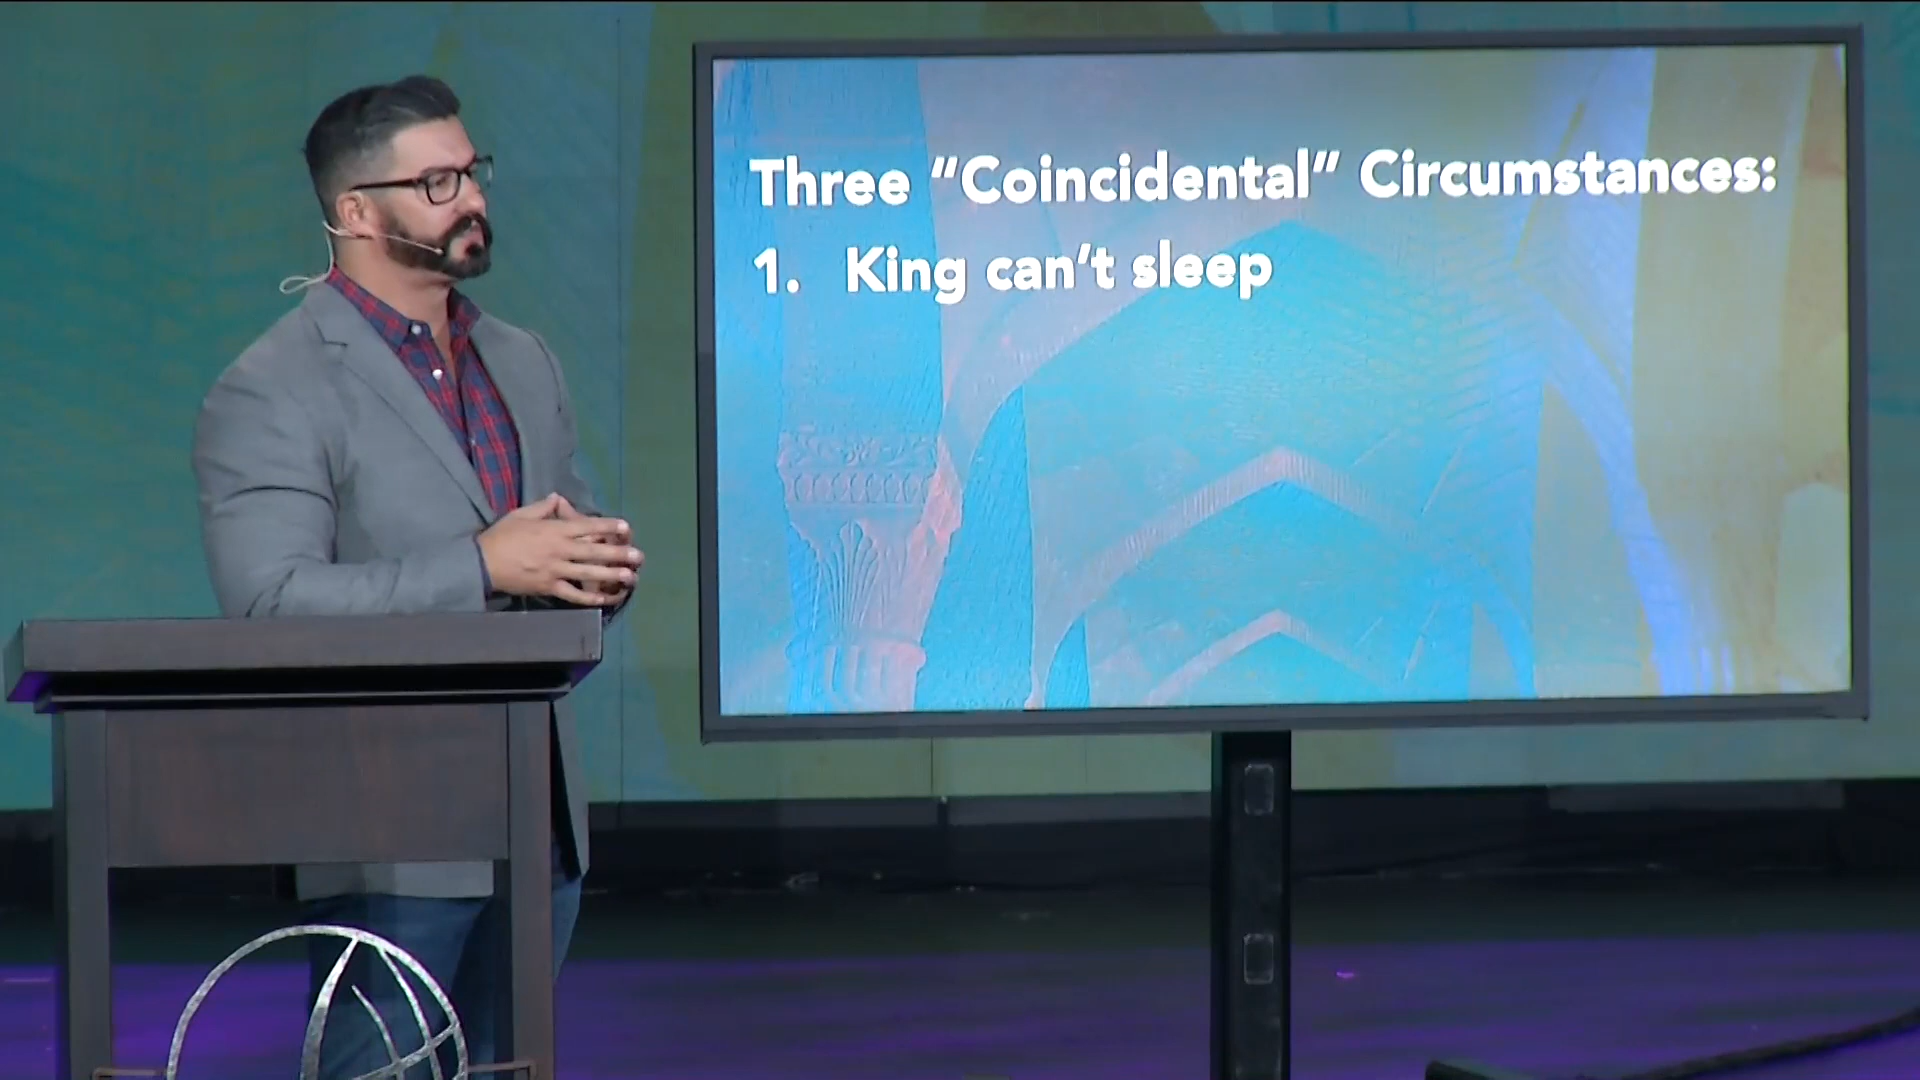 Three “Coincidental” Circumstances:
1. King can’t sleep